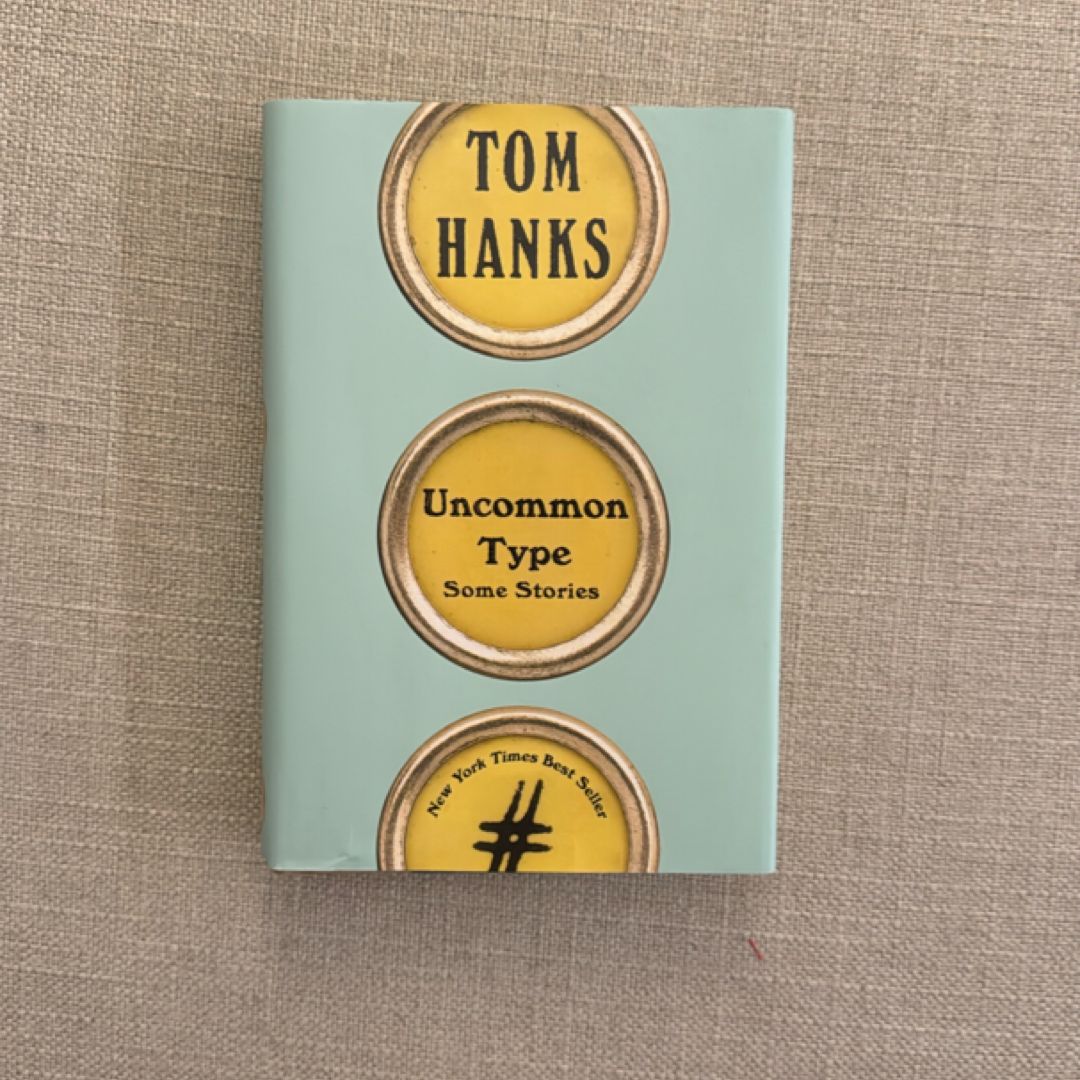 TOM
HANKS
Uncommon
Type
Some Stories
New York Times Best Seller
#